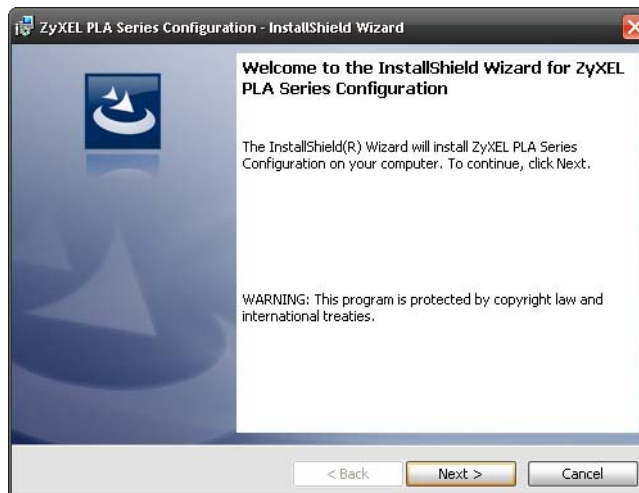 ZyXEL PLA Series Configuration - InstallShield Wizard
Welcome to the InstallShield Wizard for ZyXEL
PLA Series Configuration
The InstallShield(R) Wizard will install ZyXEL PLA Series
Configuration on your computer. To continue, click Next.
WARNING: This program is protected by copyright law and
international treaties.
< Back
Next >
Cancel